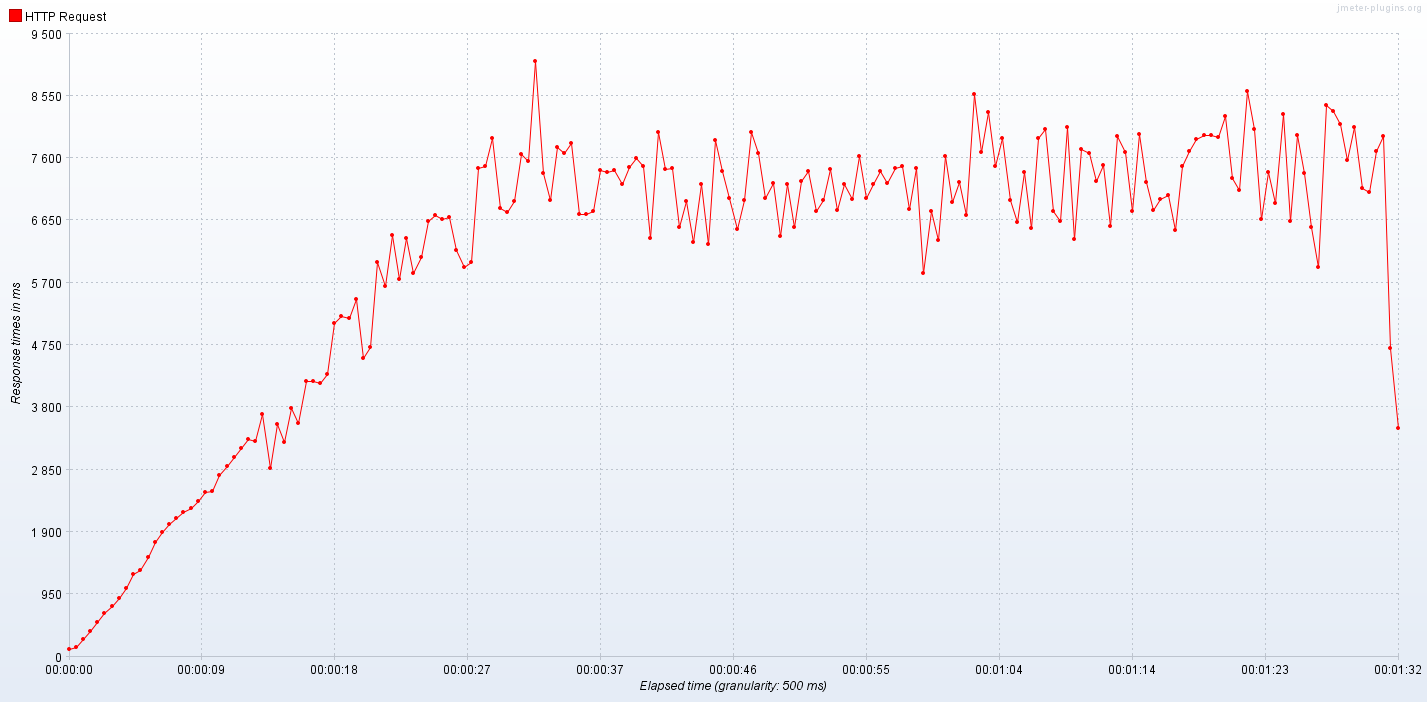 jmeter-plugins.org
HTTP Request
9 500
8 550
7 600
6 650
5 700
4 750
3 800
2 850
1 900
950
0
Response times in ms
00:00:00 00:00:09 00:00:18 00:00:27 00:00:37 00:00:46 00:00:55 00:01:04 00:01:14 00:01:23 00:01:32
Elapsed time (granularity: 500 ms)